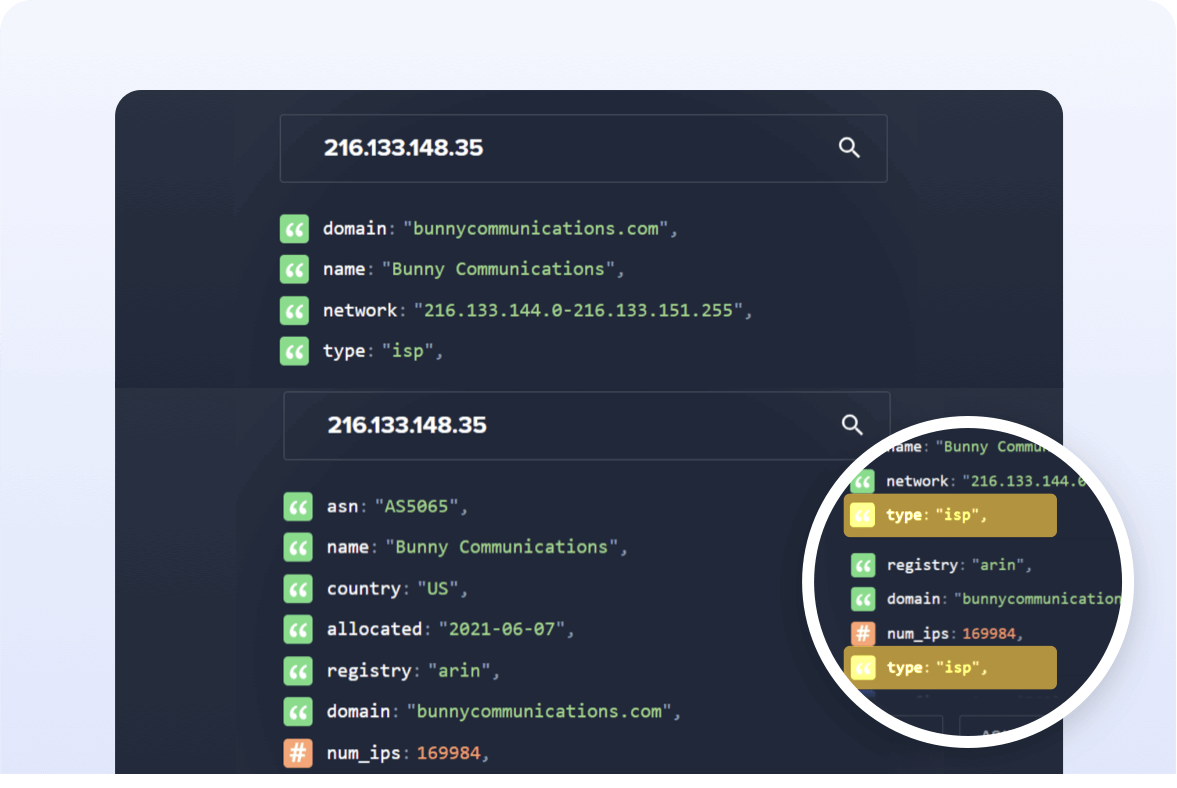 216.133.148.35
domain: "bunnycommunications.com",
name: "Bunny Communications",
network: "216.133.144.0-216.133.151.255",
type: "isp",
216.133.148.35
asn: "AS5065",
name: "Bunny Communications",
country: "US",
allocated: "2021-06-07",
registry: "arin",
domain: "bunnycommunications.com",
# num_ips: 169984,
name: "Bunny Commun
network: "216.133.144.0
type: "isp",
registry: "arin",
domain: "bunnycommunication
# num_ips: 169984,
type: "isp",